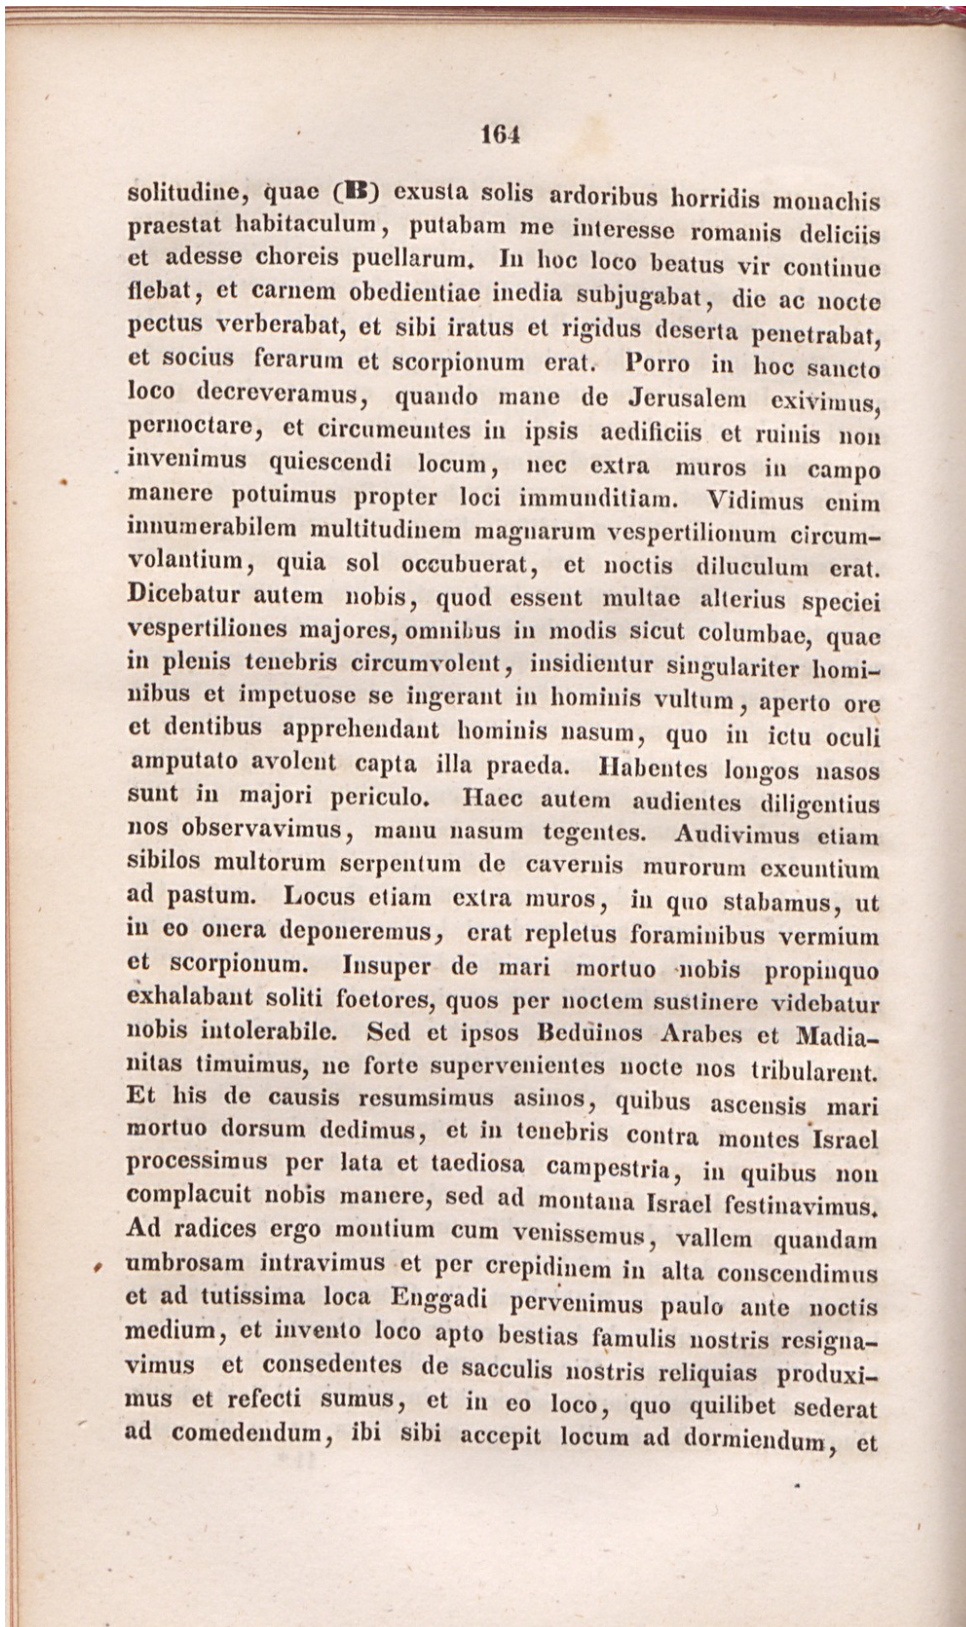 164
solitudine, quae (B) exusta solis ardoribus horridis monachis
praestat habitaculum, putabam me interesse romanis deliciis
et adesse choreis puellarum. In hoc loco beatus vir continue
flebat, et carnem obedientiae inedia subjugabat, die ac nocte
pectus verberabat, et sibi iratus et rigidus deserta penetrabat,
et socius ferarum et scorpionum erat. Porro in hoc sancto
loco decreveramus, quando mane de Jerusalem exivimus,
pernoctare, et circumeuntes in ipsis aedificiis et ruinis non
invenimus quiescendi locum, nec extra muros in campo
manere potuimus propter loci immunditiam. Vidimus enim
innumerabilem multitudinem magnarum vespertilionum circum-
volantium, quia sol occubuerat, et noctis diluculum erat.
Dicebatur autem nobis, quod essent multae alterius speciei
vespertiliones majores, omnibus in modis sicut columbae, quae
in plenis tenebris circumvolent, insidientur singulariter homi-
nibus et impetuose se ingerant in hominis vultum, aperto ore
et dentibus apprehendant hominis nasum, quo in ictu oculi
amputato avolent capta illa praeda. Habentes longos nasos
sunt in majori periculo. Haec autem audientes diligentius
nos observavimus, manu nasum tegentes. Audivimus etiam
sibilos multorum serpentum de cavernis murorum exeuntium
ad pastum. Locus etiam extra muros, in quo stabamus, ut
in eo onera deponeremus, erat repletus foraminibus vermium
et scorpionum. Insuper de mari mortuo nobis propinquo
exhalabant soliti foetores, quos per noctem sustinere videbatur
nobis intolerabile. Sed et ipsos Beduinos Arabes et Madia-
nitas timuimus, ne forte supervenientes nocte nos tribularent.
Et his de causis resumsimus asinos, quibus ascensis mari
mortuo dorsum dedimus, et in tenebris contra montes Israel
processimus per lata et taediosa campestria, in quibus non
complacuit nobis manere, sed ad montana Israel festinavimus.
Ad radices ergo montium cum venissemus, vallem quandam
umbrosam intravimus et per crepidinem in alta conscendimus
et ad tutissima loca Enggadi pervenimus paulo ante noctis
medium, et invento loco apto bestias famulis nostris resigna-
vimus et consedentes de sacculis nostris reliquias produxi-
mus et refecti sumus, et in eo loco, quo quilibet sederat
ad comedendum, ibi sibi accepit locum ad dormiendum, et